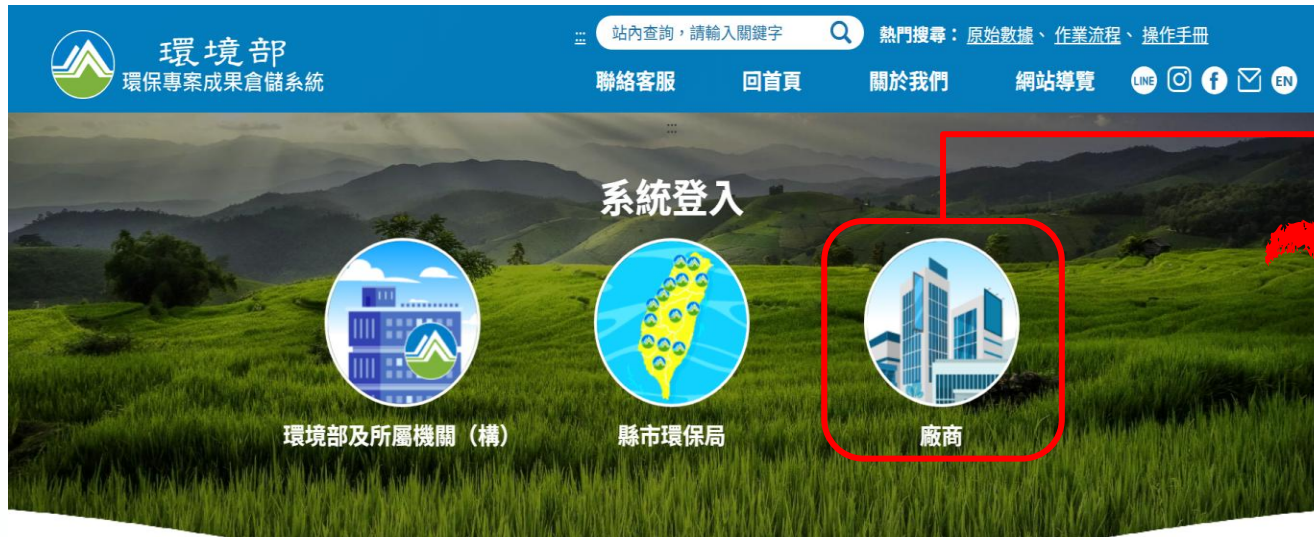 環境部
環保專案成果倉儲系統
:::
站內查詢，請輸入關鍵字
熱門搜尋： 原始數據、 作業流程、 操作手冊
聯絡客服 回首頁 關於我們 網站導覽 LINE EN
:::
系統登入
環境部及所屬機關（構） 縣市環保局 廠商